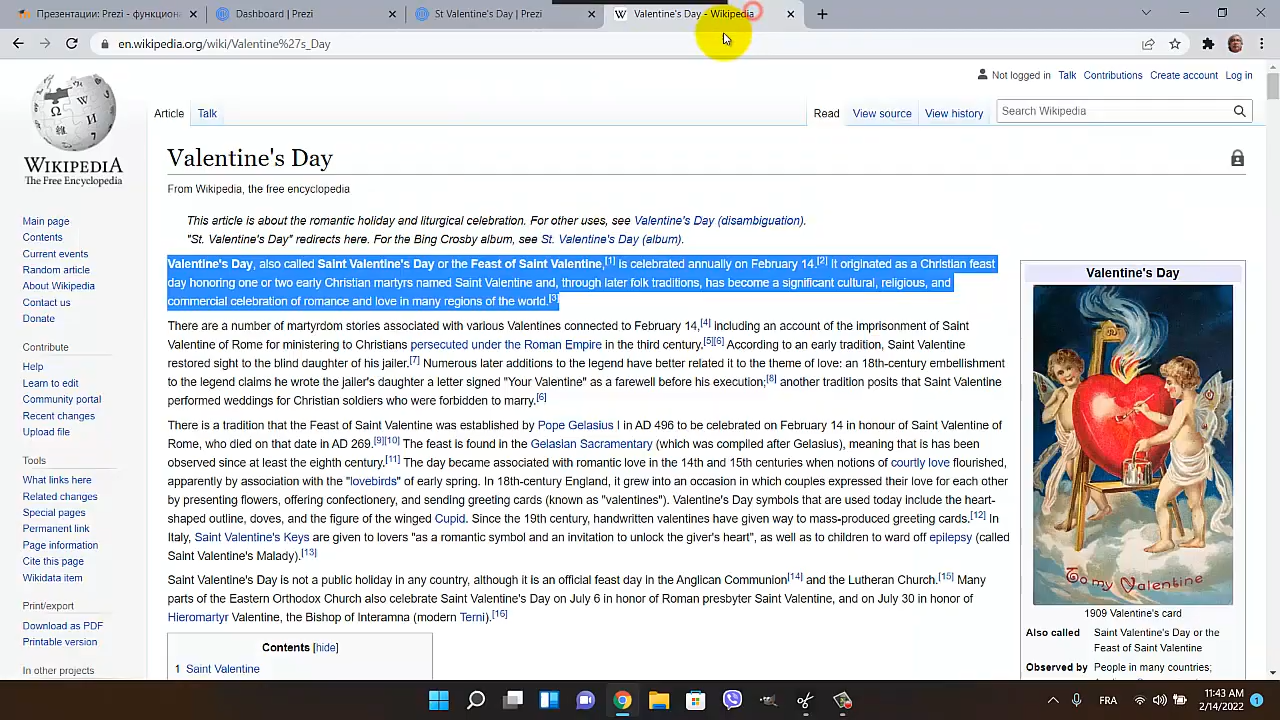 Презентации: функциона
Dashboard | Prezi
St Valentine's Day | Prezi
Valentine's Day - Wikipedia
en.wikipedia.org/wiki/Valentine%27s_Day
Not logged in Talk Contributions Create account Log in
Article Talk
Read View source View history Search Wikipedia
WIKIPEDIA
The Free Encyclopedia
Main page
Contents
Current events
Random article
About Wikipedia
Contact us
Donate
Contribute
Help
Learn to edit
Community portal
Recent changes
Upload file
Tools
What links here
Related changes
Special pages
Permanent link
Page information
Cite this page
Wikidata item
Print/export
Download as PDF
Printable version
In other projects
Valentine's Day
From Wikipedia, the free encyclopedia
This article is about the romantic holiday and liturgical celebration. For other uses, see Valentine's Day (disambiguation).
"St. Valentine's Day" redirects here. For the Bing Crosby album, see St. Valentine's Day (album).
Valentine's Day, also called Saint Valentine's Day or the Feast of Saint Valentine,[1] is celebrated annually on February 14.[2] It originated as a Christian feast
day honoring one or two early Christian martyrs named Saint Valentine and, through later folk traditions, has become a significant cultural, religious, and
commercial celebration of romance and love in many regions of the world.[3]
There are a number of martyrdom stories associated with various Valentines connected to February 14,[4] including an account of the imprisonment of Saint
Valentine of Rome for ministering to Christians persecuted under the Roman Empire in the third century.[5][6] According to an early tradition, Saint Valentine
restored sight to the blind daughter of his jailer.[7] Numerous later additions to the legend have better related it to the theme of love: an 18th-century embellishment
to the legend claims he wrote the jailer's daughter a letter signed "Your Valentine" as a farewell before his execution;[8] another tradition posits that Saint Valentine
performed weddings for Christian soldiers who were forbidden to marry.[6]
There is a tradition that the Feast of Saint Valentine was established by Pope Gelasius I in AD 496 to be celebrated on February 14 in honour of Saint Valentine of
Rome, who died on that date in AD 269.[9][10] The feast is found in the Gelasian Sacramentary (which was compiled after Gelasius), meaning that is has been
observed since at least the eighth century.[11] The day became associated with romantic love in the 14th and 15th centuries when notions of courtly love flourished,
apparently by association with the "lovebirds" of early spring. In 18th-century England, it grew into an occasion in which couples expressed their love for each other
by presenting flowers, offering confectionery, and sending greeting cards (known as "valentines"). Valentine's Day symbols that are used today include the heart-
shaped outline, doves, and the figure of the winged Cupid. Since the 19th century, handwritten valentines have given way to mass-produced greeting cards.[12] In
Italy, Saint Valentine's Keys are given to lovers "as a romantic symbol and an invitation to unlock the giver's heart", as well as to children to ward off epilepsy (called
Saint Valentine's Malady).[13]
Saint Valentine's Day is not a public holiday in any country, although it is an official feast day in the Anglican Communion[14] and the Lutheran Church.[15] Many
parts of the Eastern Orthodox Church also celebrate Saint Valentine's Day on July 6 in honor of Roman presbyter Saint Valentine, and on July 30 in honor of
Hieromartyr Valentine, the Bishop of Interamna (modern Terni).[16]
Contents [hide]
1 Saint Valentine
Valentine's Day
To my Valentine
1909 Valentine's card
Also called Saint Valentine's Day or the
Feast of Saint Valentine
Observed by People in many countries;
FRA
11:43 AM
2/14/2022
1